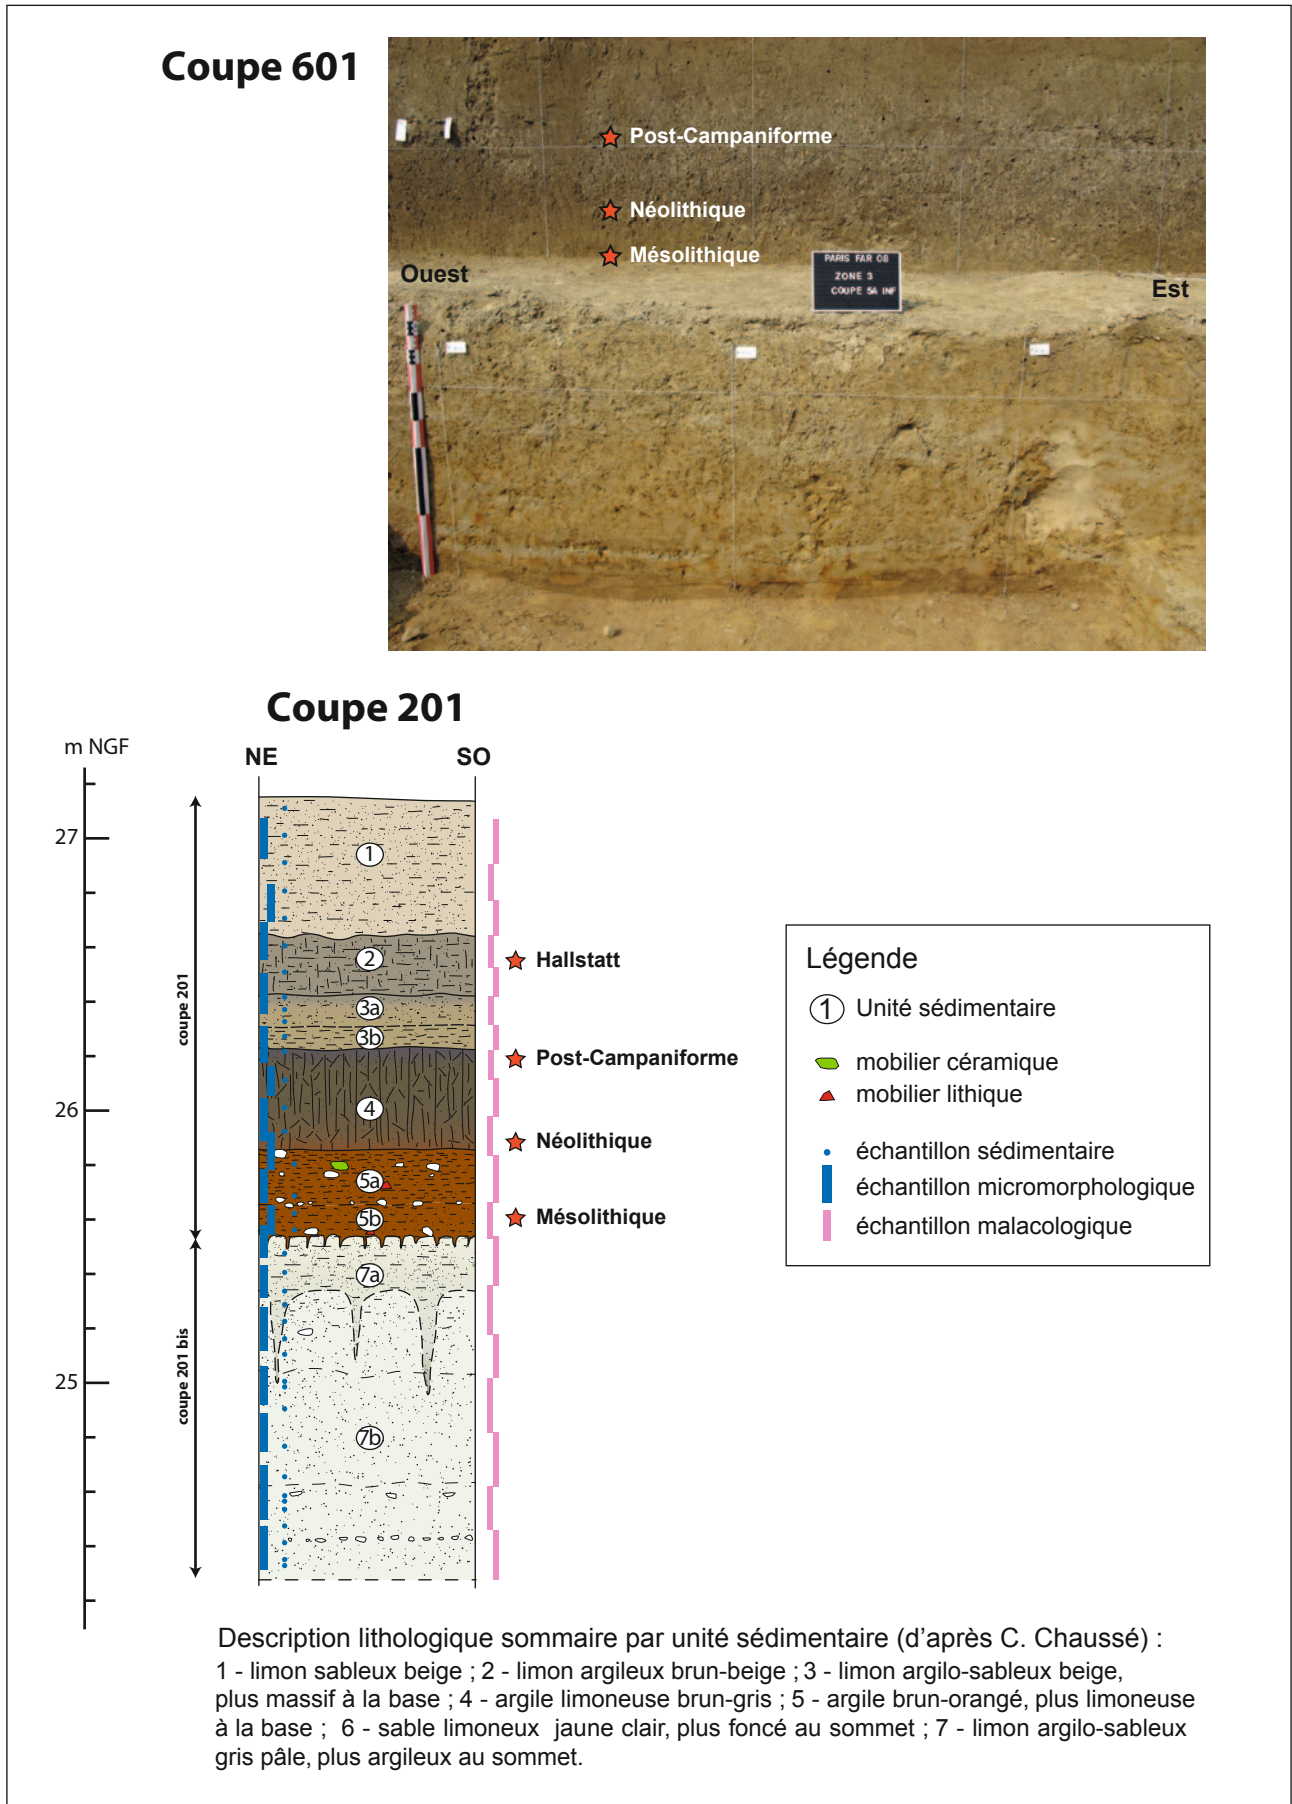 Coupe 601
Post-Campaniforme
Néolithique
Mésolithique
Ouest
Est
PARIS FAR 08
ZONE 3
COUPE 5A INF
Coupe 201
m NGF
NE
SO
27
26
25
coupe 201
coupe 201 bis
1
2
3a
3b
4
5a
5b
7a
7b
Hallstatt
Post-Campaniforme
Néolithique
Mésolithique
Légende
1 Unité sédimentaire
mobilier céramique
mobilier lithique
échantillon sédimentaire
échantillon micromorphologique
échantillon malacologique
Description lithologique sommaire par unité sédimentaire (d'après C. Chaussé) :
1 - limon sableux beige ; 2 - limon argileux brun-beige ; 3 - limon argilo-sableux beige,
plus massif à la base ; 4 - argile limoneuse brun-gris ; 5 - argile brun-orangé, plus limoneuse
à la base ; 6 - sable limoneux jaune clair, plus foncé au sommet ; 7 - limon argilo-sableux
gris pâle, plus argileux au sommet.